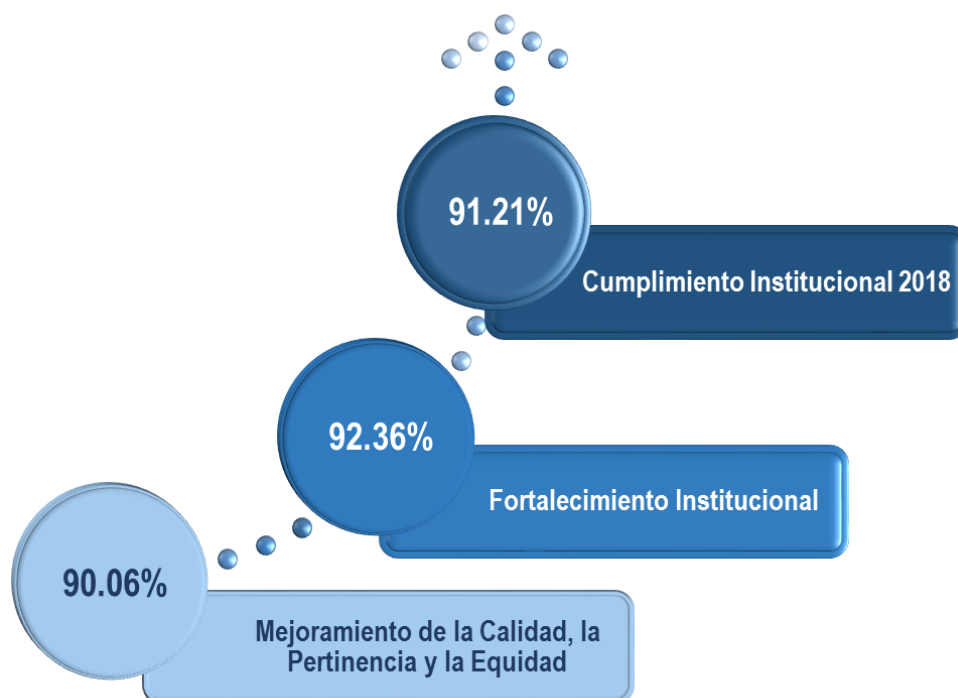 91.21%
Cumplimiento Institucional 2018
92.36%
Fortalecimiento Institucional
90.06%
Mejoramiento de la Calidad, la
Pertinencia y la Equidad